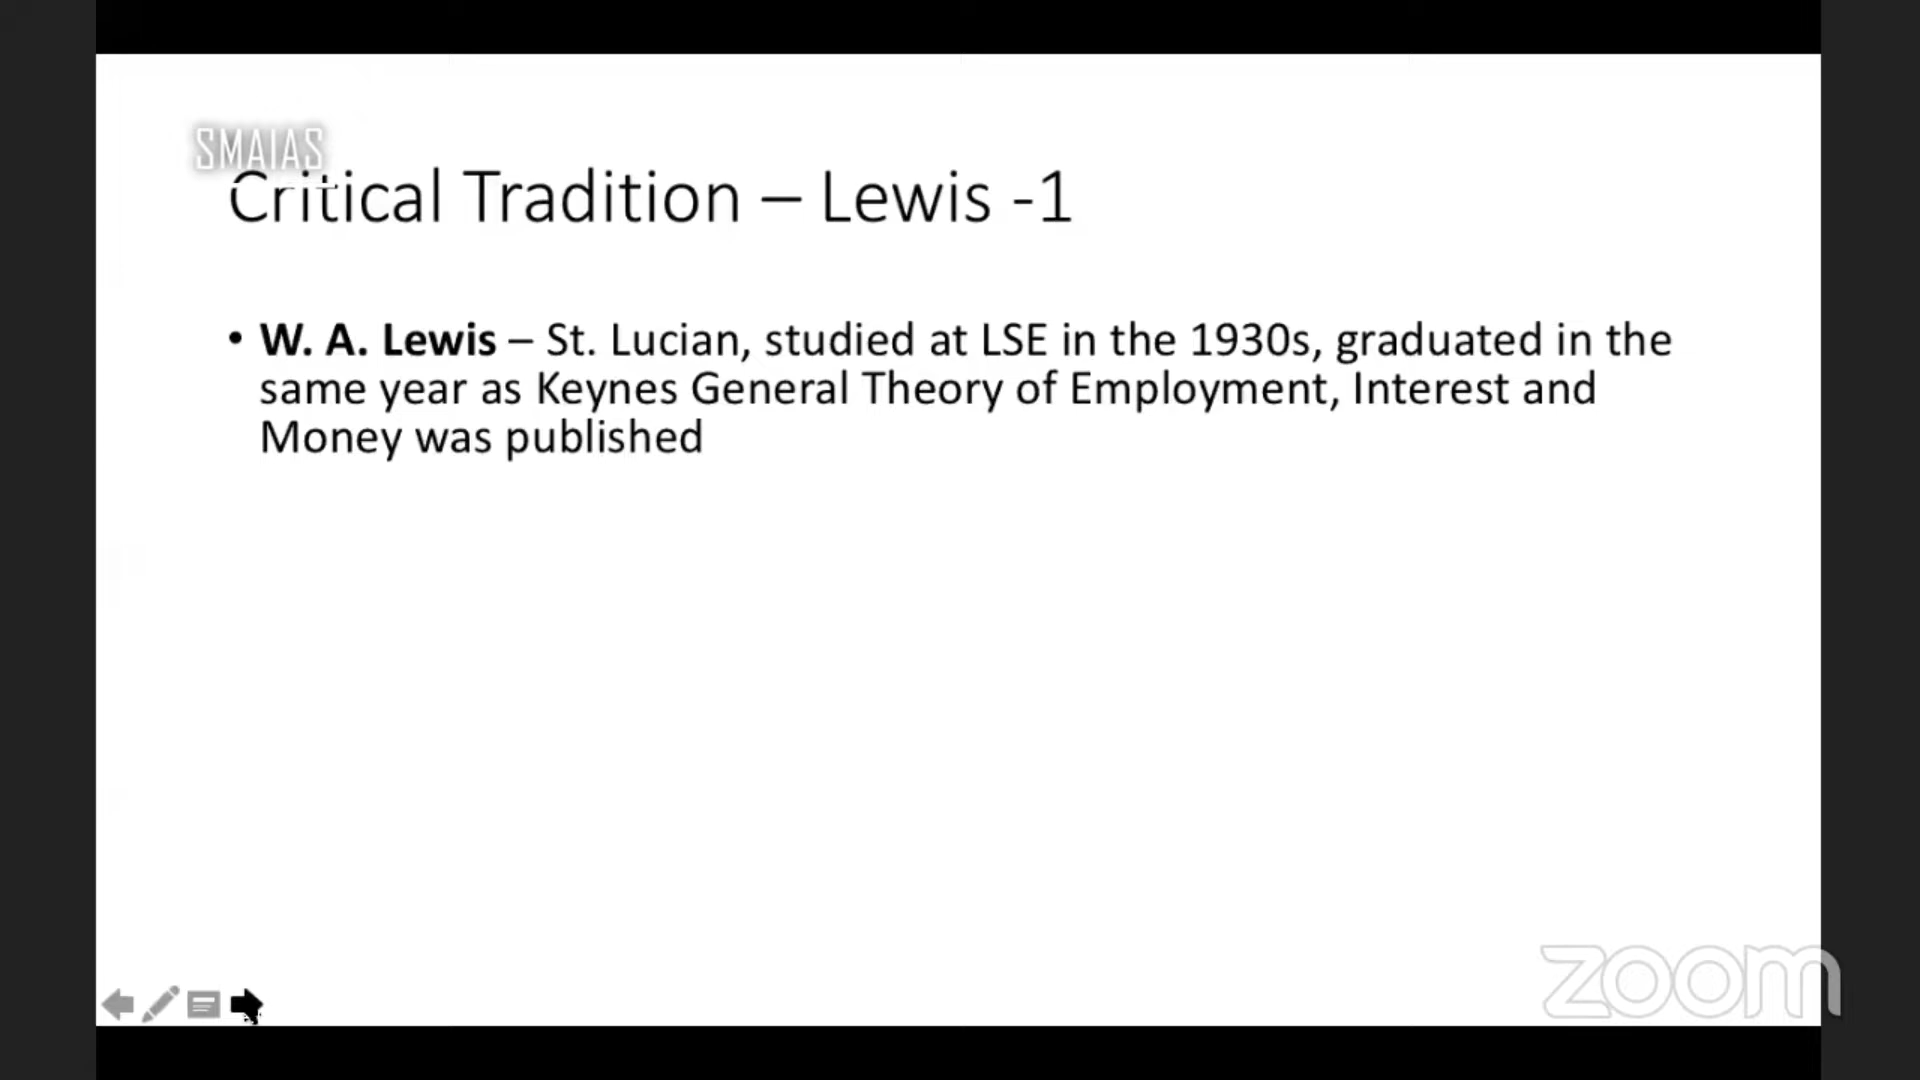 SMAIAS
Critical Tradition – Lewis -1
• W. A. Lewis – St. Lucian, studied at LSE in the 1930s, graduated in the
same year as Keynes General Theory of Employment, Interest and
Money was published
zoom